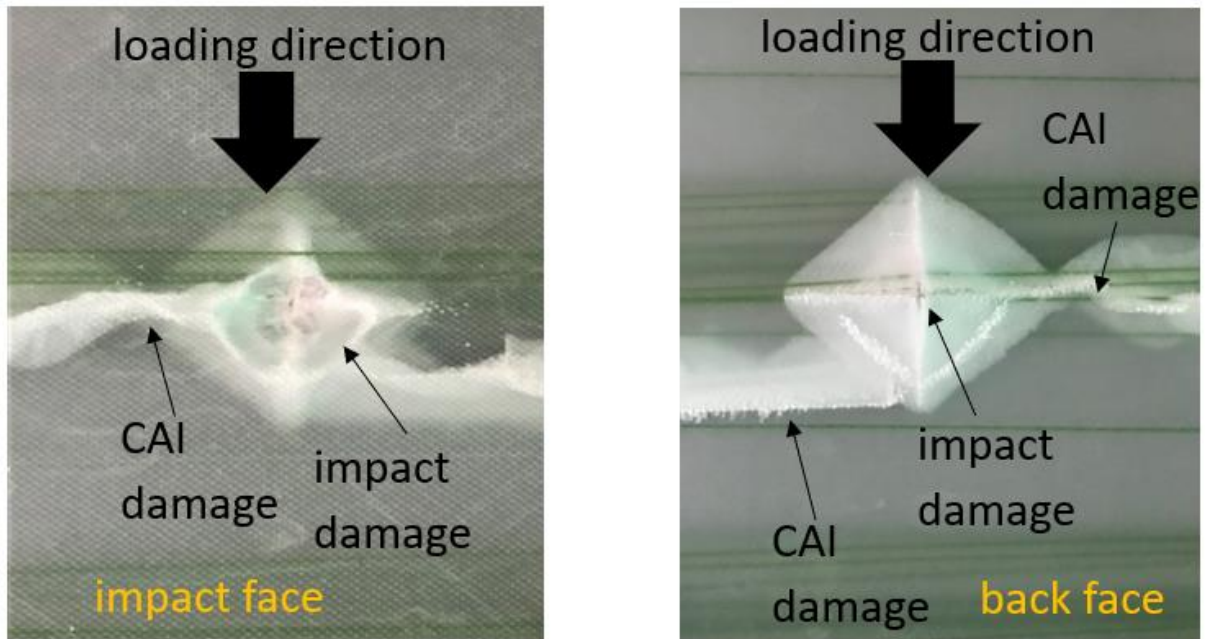 loading direction
CAI
damage
impact
damage
impact face
loading direction
CAI
damage
impact
damage
CAI
damage
back face